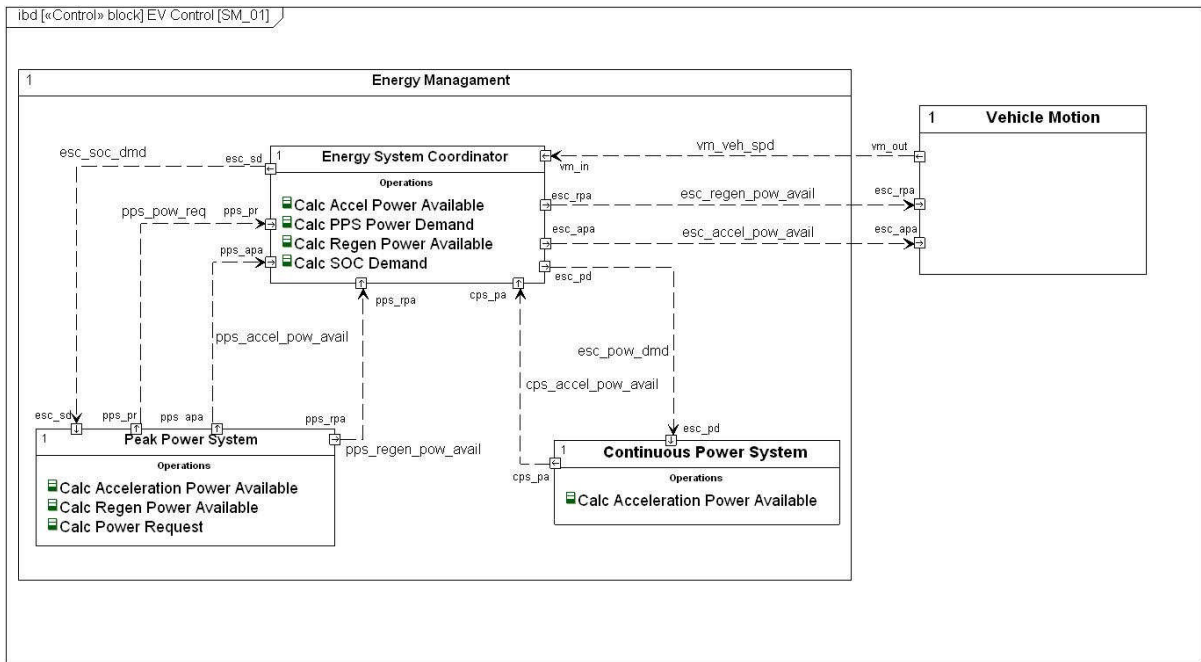 ibd [«Control» block] EV Control [SM_01]
1
Energy Managament
1
Vehicle Motion
esc_soc_dmd
esc_sd
1
Energy System Coordinator
vm_in
vm_veh_spd
vm_out
Operations
Calc Accel Power Available
Calc PPS Power Demand
Calc Regen Power Available
Calc SOC Demand
pps_pow_req
pps_pr
pps_apa
esc_rpa
esc_regen_pow_avail
esc_rpa
esc_apa
esc_accel_pow_avail
esc_apa
esc_pd
pps_rpa
cps_pa
pps_accel_pow_avail
esc_pow_dmd
cps_accel_pow_avail
esc_sd
pps_pr
pps_apa
pps_rpa
pps_regen_pow_avail
esc_pd
cps_pa
1
Peak Power System
Operations
Calc Acceleration Power Available
Calc Regen Power Available
Calc Power Request
1
Continuous Power System
Operations
Calc Acceleration Power Available